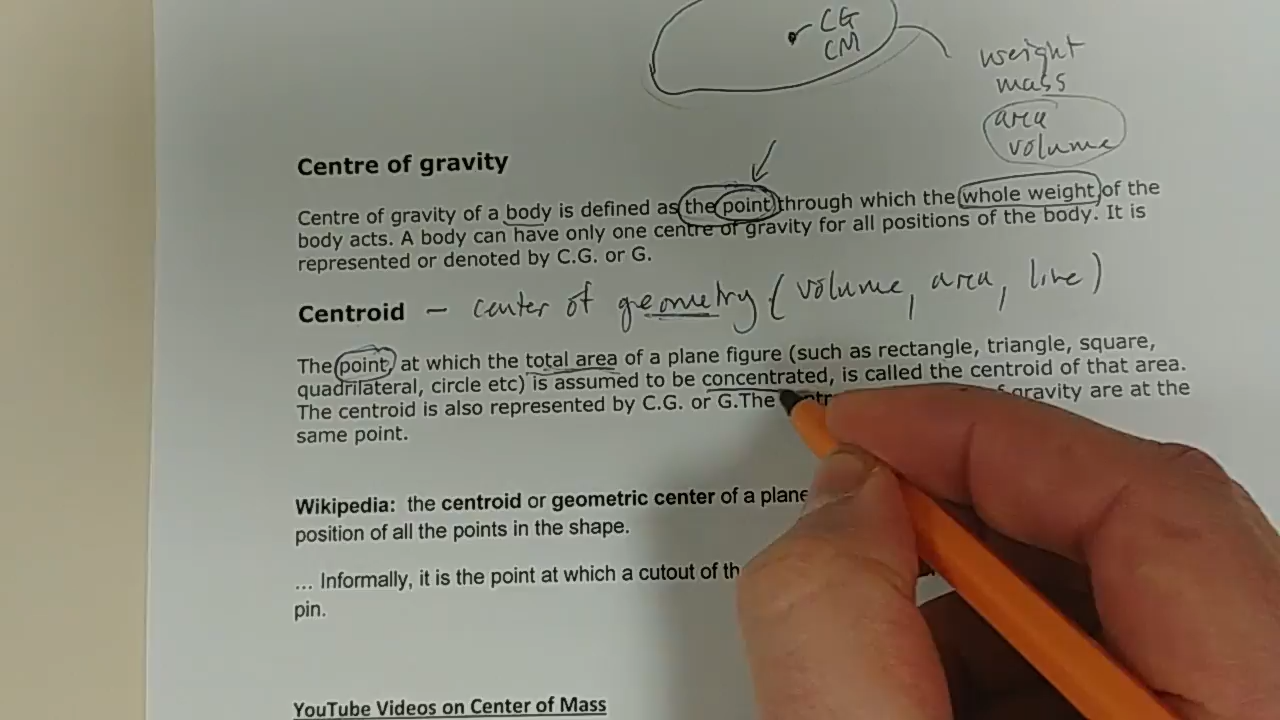 CG
CM
weight
mass
area
volume
Centre of gravity
Centre of gravity of a body is defined as the point through which the whole weight of the
body acts. A body can have only one centre of gravity for all positions of the body. It is
represented or denoted by C.G. or G.
Centroid – center of geometry (volume, area, line)
The point, at which the total area of a plane figure (such as rectangle, triangle, square,
quadrilateral, circle etc) is assumed to be concentrated, is called the centroid of that area.
The centroid is also represented by C.G. or G.The gravity are at the
same point.
Wikipedia: the centroid or geometric center of a plane
position of all the points in the shape.
... Informally, it is the point at which a cutout of
pin.
YouTube Videos on Center of Mass